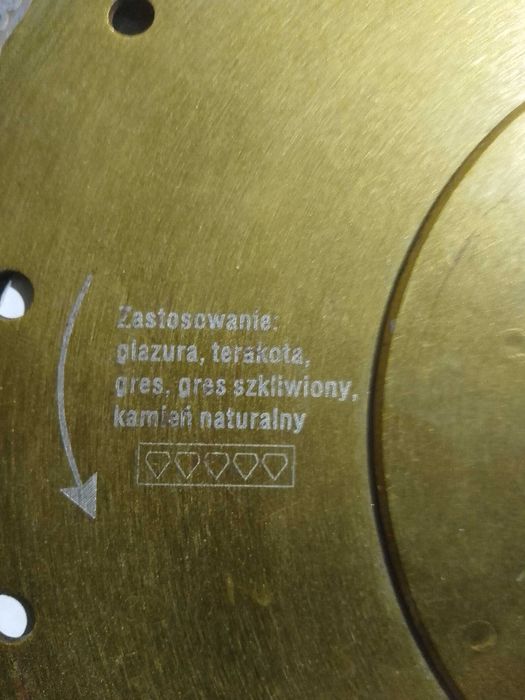 Zastosowanie:
glazura, terakota,
gres, gres szkliwiony,
kamień naturalny